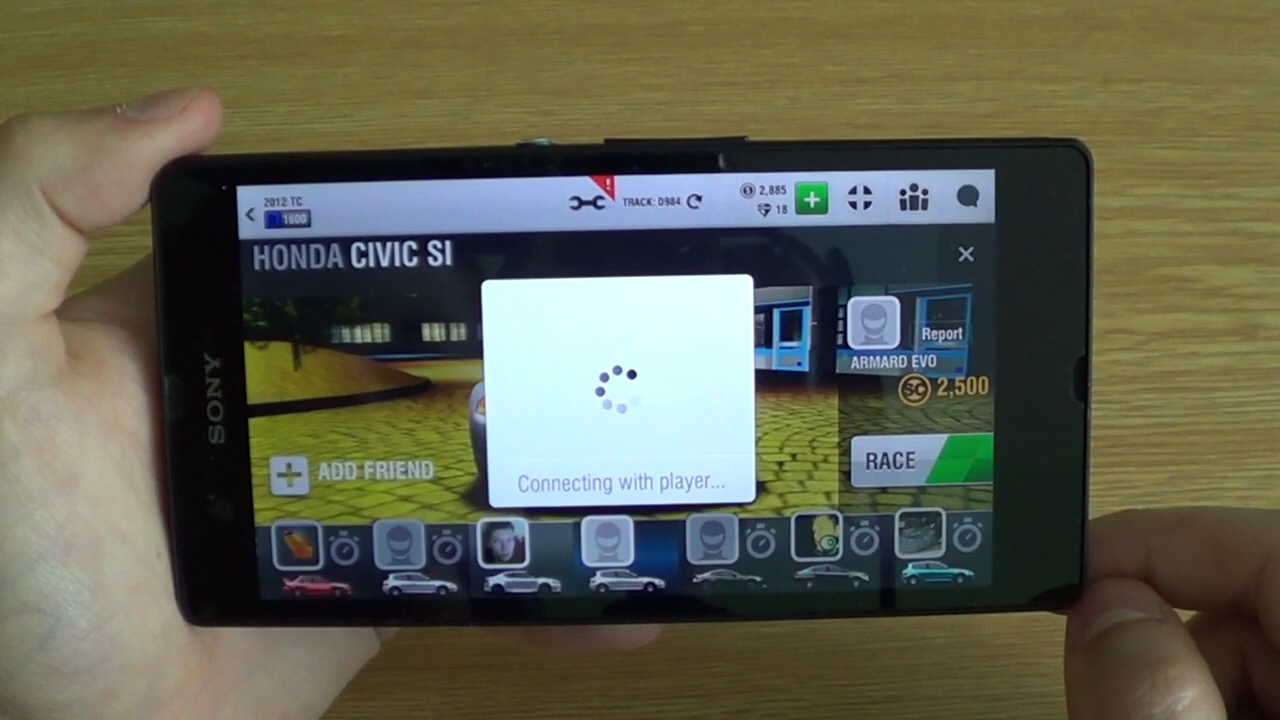 2012 TC
1600
!
TRACK: D984
2,885
18
HONDA CIVIC SI
Report
ARMARD EVO
SC 2,500
RACE
ADD FRIEND
Connecting with player...
SONY